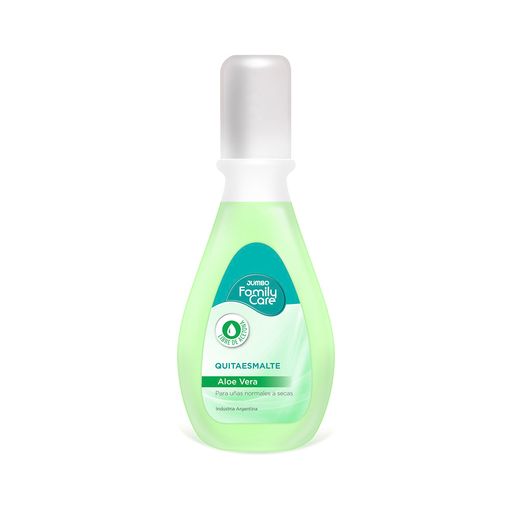 JUMBO
Family
Care
LIBRE DE ACETONA
QUITAESMALTE
Aloe Vera
Para uñas normales a secas
Industria Argentina